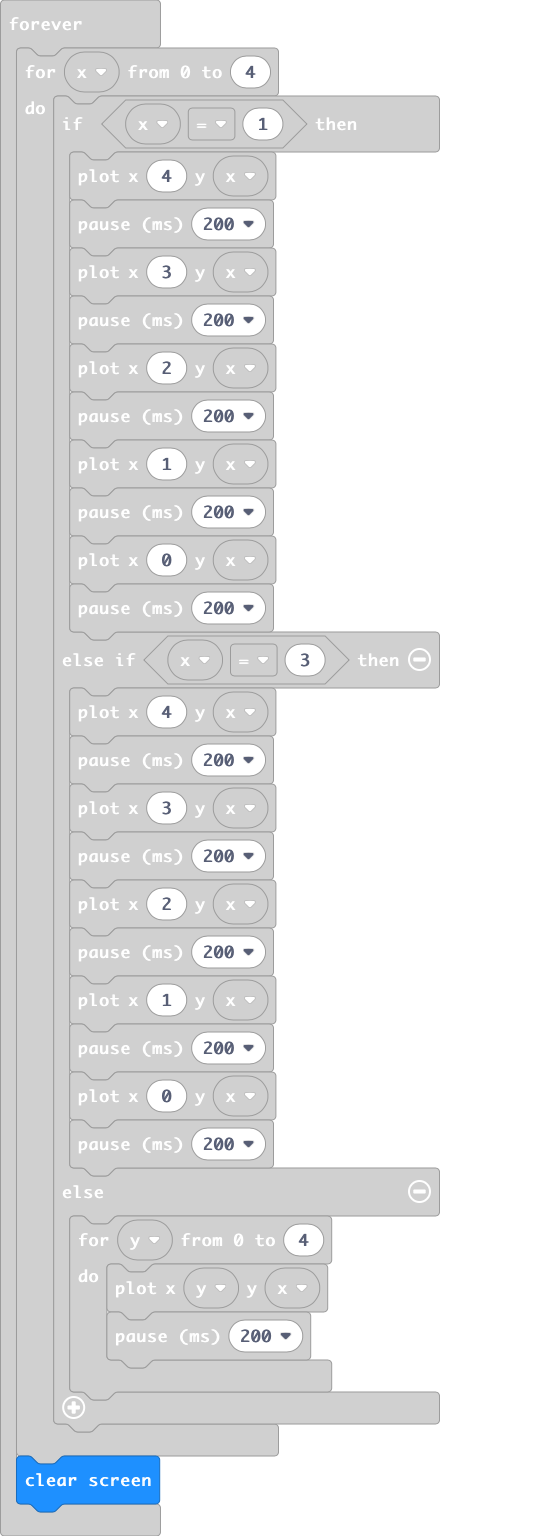 forever
for x from 0 to 4
do
if x = 1 then
plot x 4 y x
pause (ms) 200
plot x 3 y x
pause (ms) 200
plot x 2 y x
pause (ms) 200
plot x 1 y x
pause (ms) 200
plot x 0 y x
pause (ms) 200
else if x = 3 then
plot x 4 y x
pause (ms) 200
plot x 3 y x
pause (ms) 200
plot x 2 y x
pause (ms) 200
plot x 1 y x
pause (ms) 200
plot x 0 y x
pause (ms) 200
else
for y from 0 to 4
do
plot x y y x
pause (ms) 200
clear screen